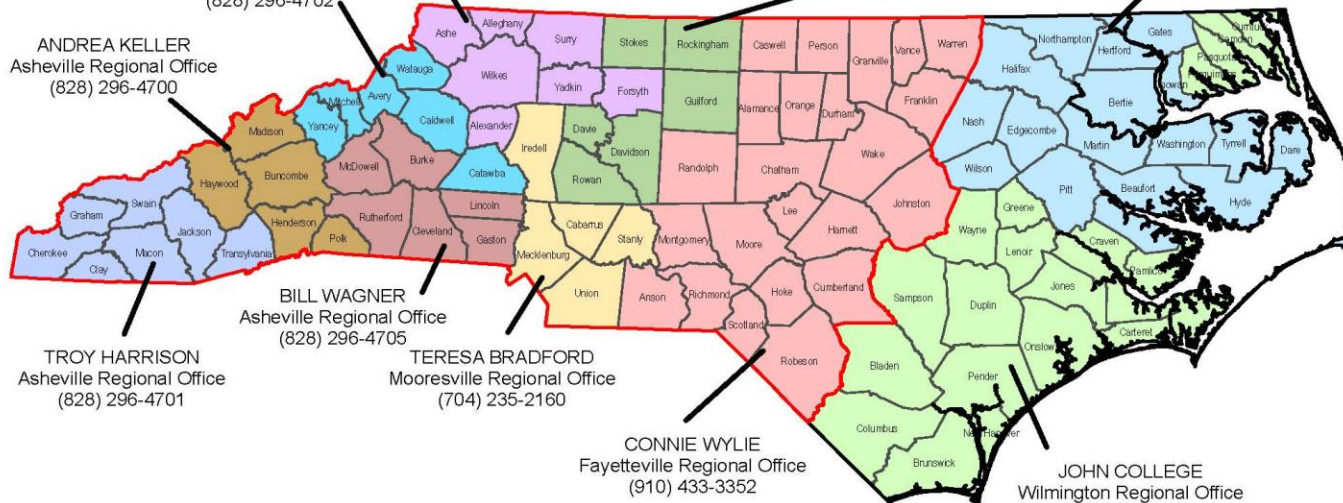 (828) 296-4702
ANDREA KELLER
Asheville Regional Office
(828) 296-4700
TROY HARRISON
Asheville Regional Office
(828) 296-4701
BILL WAGNER
Asheville Regional Office
(828) 296-4705
TERESA BRADFORD
Mooresville Regional Office
(704) 235-2160
CONNIE WYLIE
Fayetteville Regional Office
(910) 433-3352
JOHN COLLEGE
Wilmington Regional Office
Ashe
Alleghany
Surry
Stokes
Rockingham
Caswell
Person
Granville
Vance
Warren
Northampton
Hertford
Gates
Camden
Watauga
Wilkes
Yadkin
Forsyth
Guilford
Alamance
Orange
Durham
Franklin
Halifax
Bertie
Mitchell
Avery
Yancey
Caldwell
Alexander
Iredell
Davie
Davidson
Rowan
Randolph
Chatham
Wake
Nash
Edgecombe
Martin
Washington
Tyrrell
Dare
Wilson
Pitt
Beaufort
Hyde
Madison
Buncombe
Haywood
McDowell
Burke
Catawba
Lincoln
Rutherford
Cleveland
Gaston
Henderson
Polk
Swain
Graham
Jackson
Cherokee
Macon
Clay
Transylvania
Cabarrus
Stanly
Mecklenburg
Union
Montgomery
Moore
Lee
Harnett
Johnston
Anson
Richmond
Hoke
Cumberland
Scotland
Robeson
Greene
Wayne
Lenoir
Craven
Pamlico
Jones
Sampson
Duplin
Carteret
Onslow
Bladen
Pender
Columbus
Brunswick
New Hanover